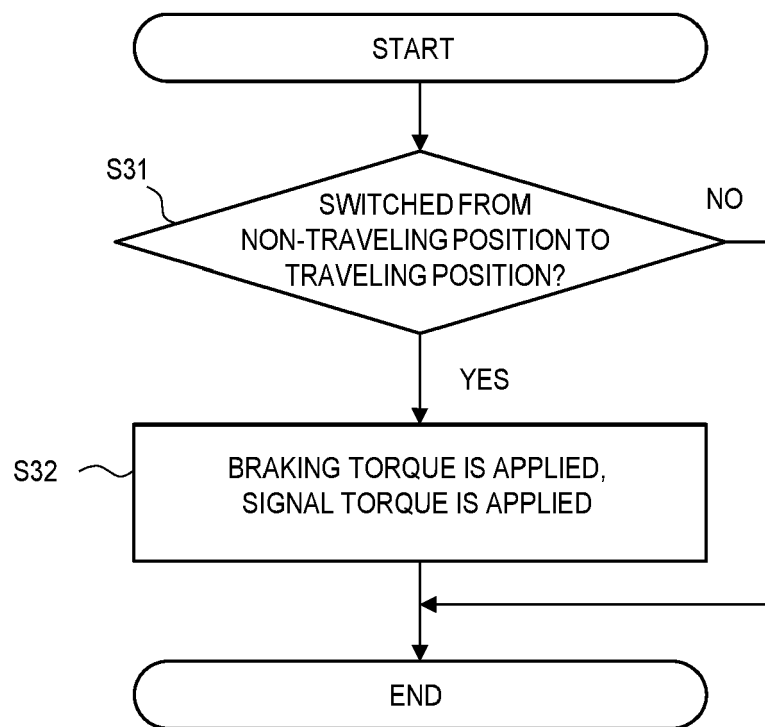 START
S31
SWITCHED FROM
NON-TRAVELING POSITION TO
TRAVELING POSITION?
NO
YES
S32
BRAKING TORQUE IS APPLIED,
SIGNAL TORQUE IS APPLIED
END